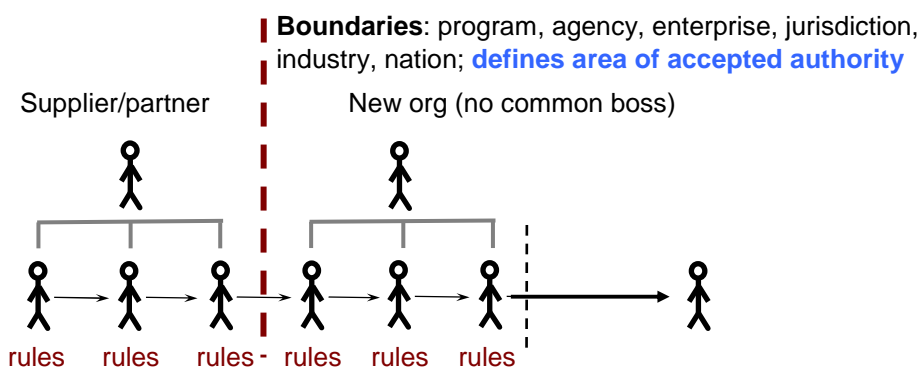 Boundaries: program, agency, enterprise, jurisdiction,
industry, nation; defines area of accepted authority
Supplier/partner
New org (no common boss)
rules rules rules rules rules rules